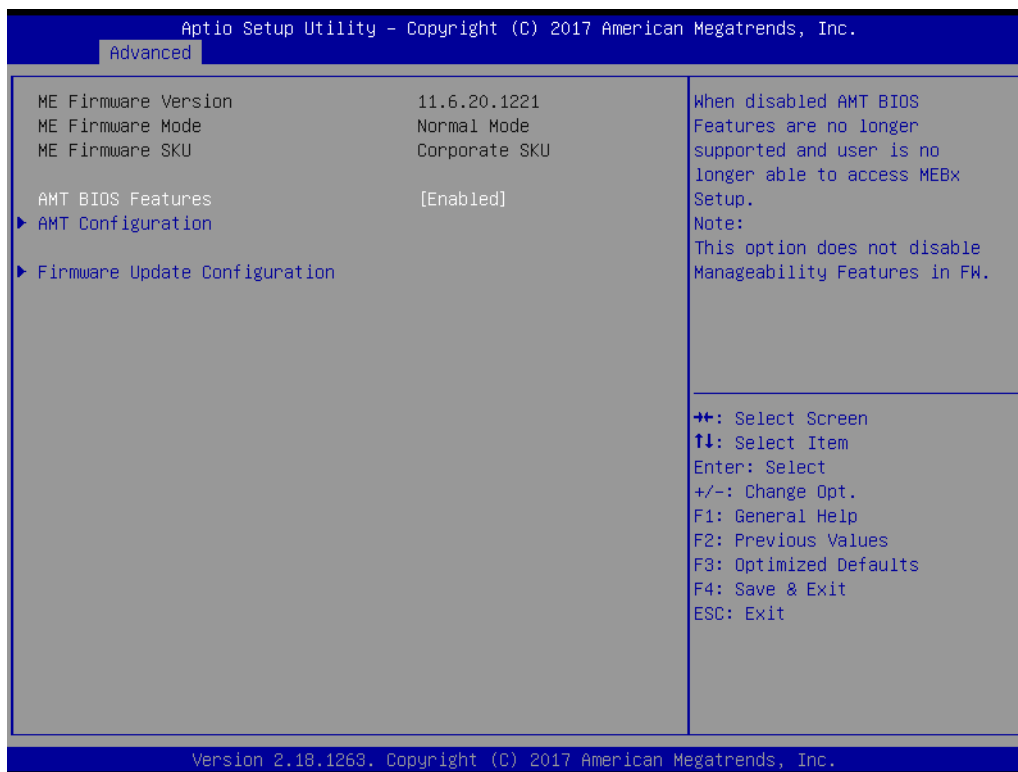 Aptio Setup Utility – Copyright (C) 2017 American Megatrends, Inc.
Advanced
ME Firmware Version 11.6.20.1221
ME Firmware Mode Normal Mode
ME Firmware SKU Corporate SKU
AMT BIOS Features [Enabled]
▶ AMT Configuration
▶ Firmware Update Configuration
When disabled AMT BIOS
Features are no longer
supported and user is no
longer able to access MEBx
Setup.
Note:
This option does not disable
Manageability Features in FW.
→←: Select Screen
↑↓: Select Item
Enter: Select
+/-: Change Opt.
F1: General Help
F2: Previous Values
F3: Optimized Defaults
F4: Save & Exit
ESC: Exit
Version 2.18.1263. Copyright (C) 2017 American Megatrends, Inc.